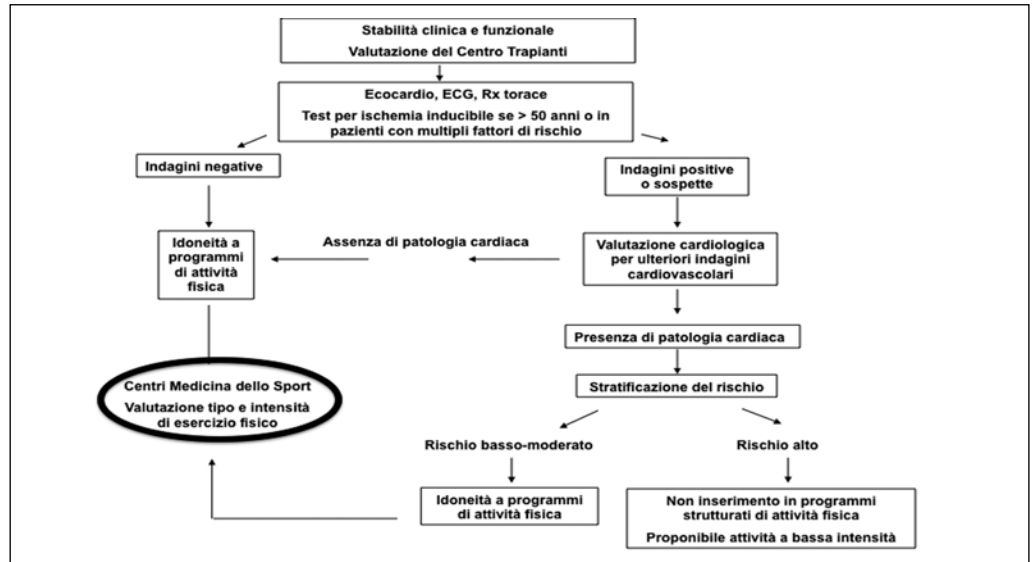 Stabilità clinica e funzionale
Valutazione del Centro Trapianti
Ecocardio, ECG, Rx torace
Test per ischemia inducibile se > 50 anni o in
pazienti con multipli fattori di rischio
Indagini negative
Indagini positive
o sospette
Idoneità a
programmi
di attività
fisica
Assenza di patologia cardiaca
Valutazione cardiologica
per ulteriori indagini
cardiovascolari
Presenza di patologia cardiaca
Stratificazione del rischio
Centri Medicina dello Sport
Valutazione tipo e intensità
di esercizio fisico
Rischio basso-moderato
Rischio alto
Idoneità a programmi
di attività fisica
Non inserimento in programmi
strutturati di attività fisica
Proponibile attività a bassa intensità